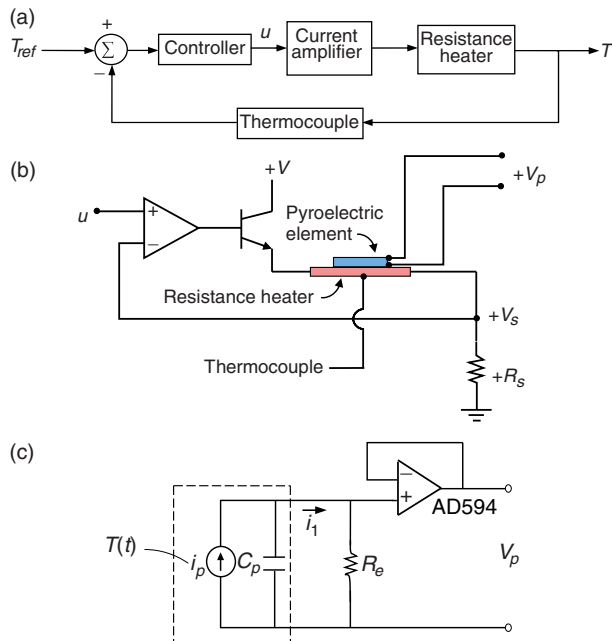 (a)
T_ref
+
Σ
−
Controller
u
Current
amplifier
Resistance
heater
T
Thermocouple
(b)
+V
+V_p
u
+
−
Pyroelectric
element
Resistance heater
+V_s
Thermocouple
+R_s
(c)
−
+
AD594
T(t)
i_p
C_p
i_1
R_e
V_p